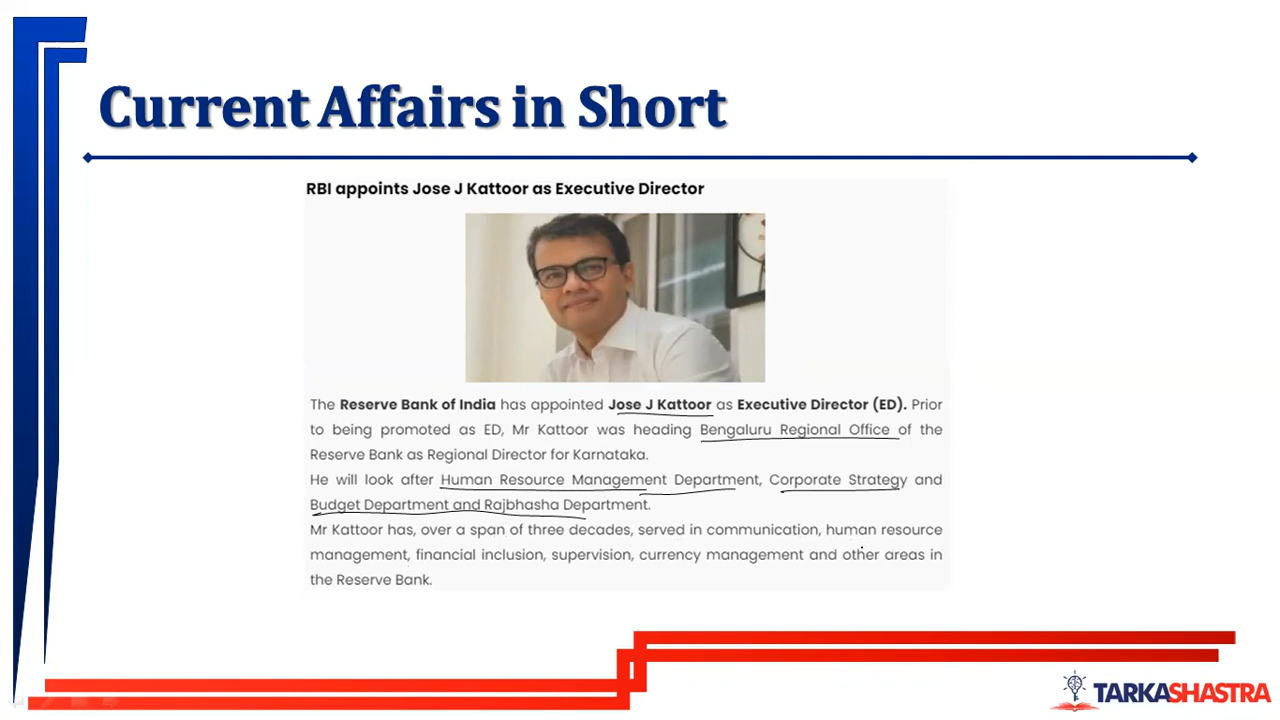 Current Affairs in Short
RBI appoints Jose J Kattoor as Executive Director
The Reserve Bank of India has appointed Jose J Kattoor as Executive Director (ED). Prior
to being promoted as ED, Mr Kattoor was heading Bengaluru Regional Office of the
Reserve Bank as Regional Director for Karnataka.
He will look after Human Resource Management Department, Corporate Strategy and
Budget Department and Rajbhasha Department.
Mr Kattoor has, over a span of three decades, served in communication, human resource
management, financial inclusion, supervision, currency management and other areas in
the Reserve Bank.
TARKASHASTRA